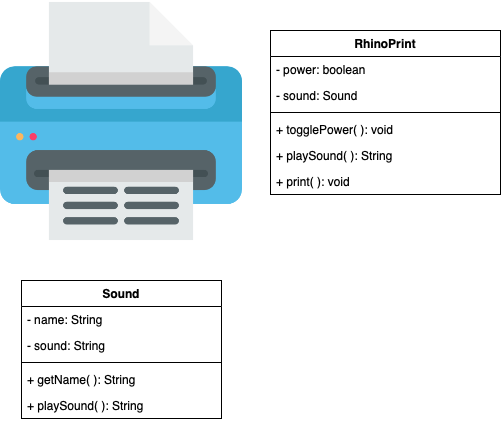 RhinoPrint
- power: boolean
- sound: Sound
+ togglePower( ): void
+ playSound( ): String
+ print( ): void
Sound
- name: String
- sound: String
+ getName( ): String
+ playSound( ): String